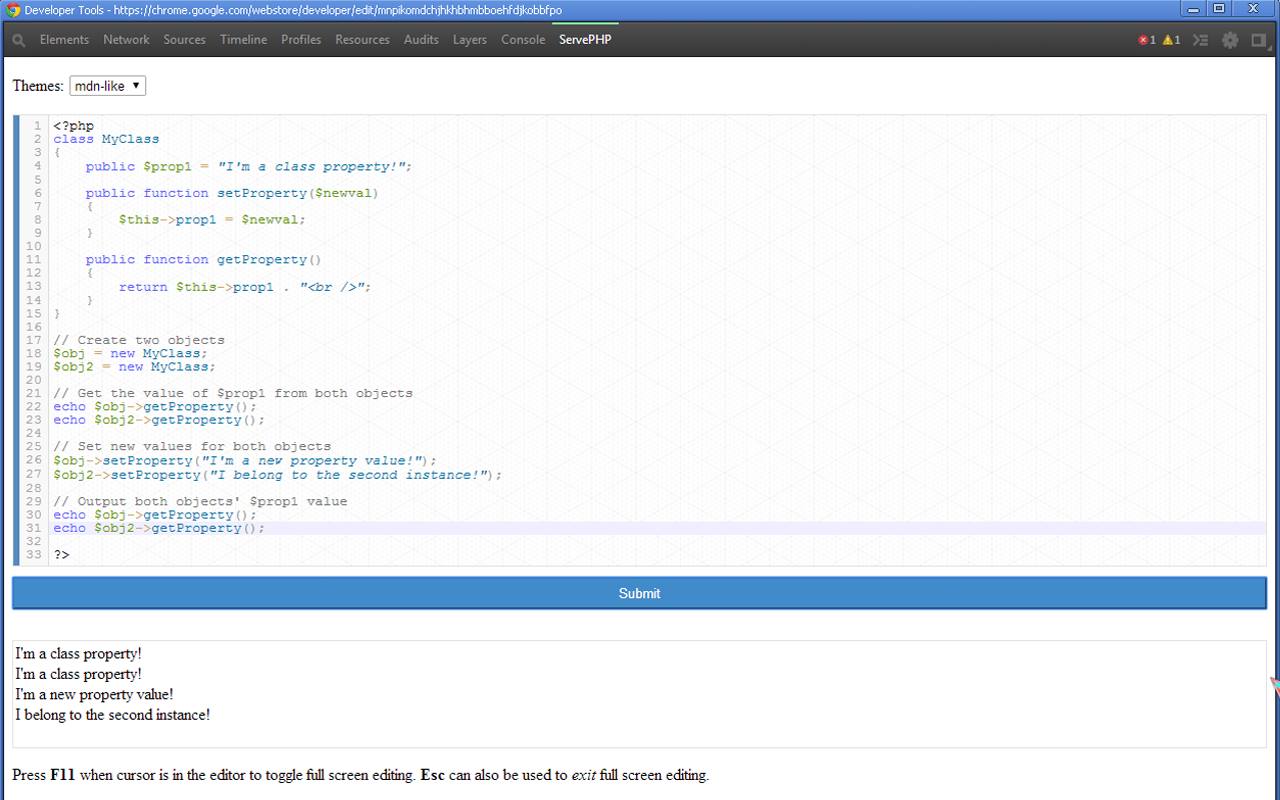 Developer Tools - https://chrome.google.com/webstore/developer/edit/mnpikomdchjhkhbhmbboehfdjkobbfpo
Elements Network Sources Timeline Profiles Resources Audits Layers Console ServePHP 1 1
Themes: mdn-like
1 <?php
2 class MyClass
3 {
4     public $prop1 = "I'm a class property!";
5
6     public function setProperty($newval)
7     {
8         $this->prop1 = $newval;
9     }
10
11     public function getProperty()
12     {
13         return $this->prop1 . "<br />";
14     }
15 }
16
17 // Create two objects
18 $obj = new MyClass;
19 $obj2 = new MyClass;
20
21 // Get the value of $prop1 from both objects
22 echo $obj->getProperty();
23 echo $obj2->getProperty();
24
25 // Set new values for both objects
26 $obj->setProperty("I'm a new property value!");
27 $obj2->setProperty("I belong to the second instance!");
28
29 // Output both objects' $prop1 value
30 echo $obj->getProperty();
31 echo $obj2->getProperty();
32
33 ?>
Submit
I'm a class property!
I'm a class property!
I'm a new property value!
I belong to the second instance!
Press F11 when cursor is in the editor to toggle full screen editing. Esc can also be used to exit full screen editing.